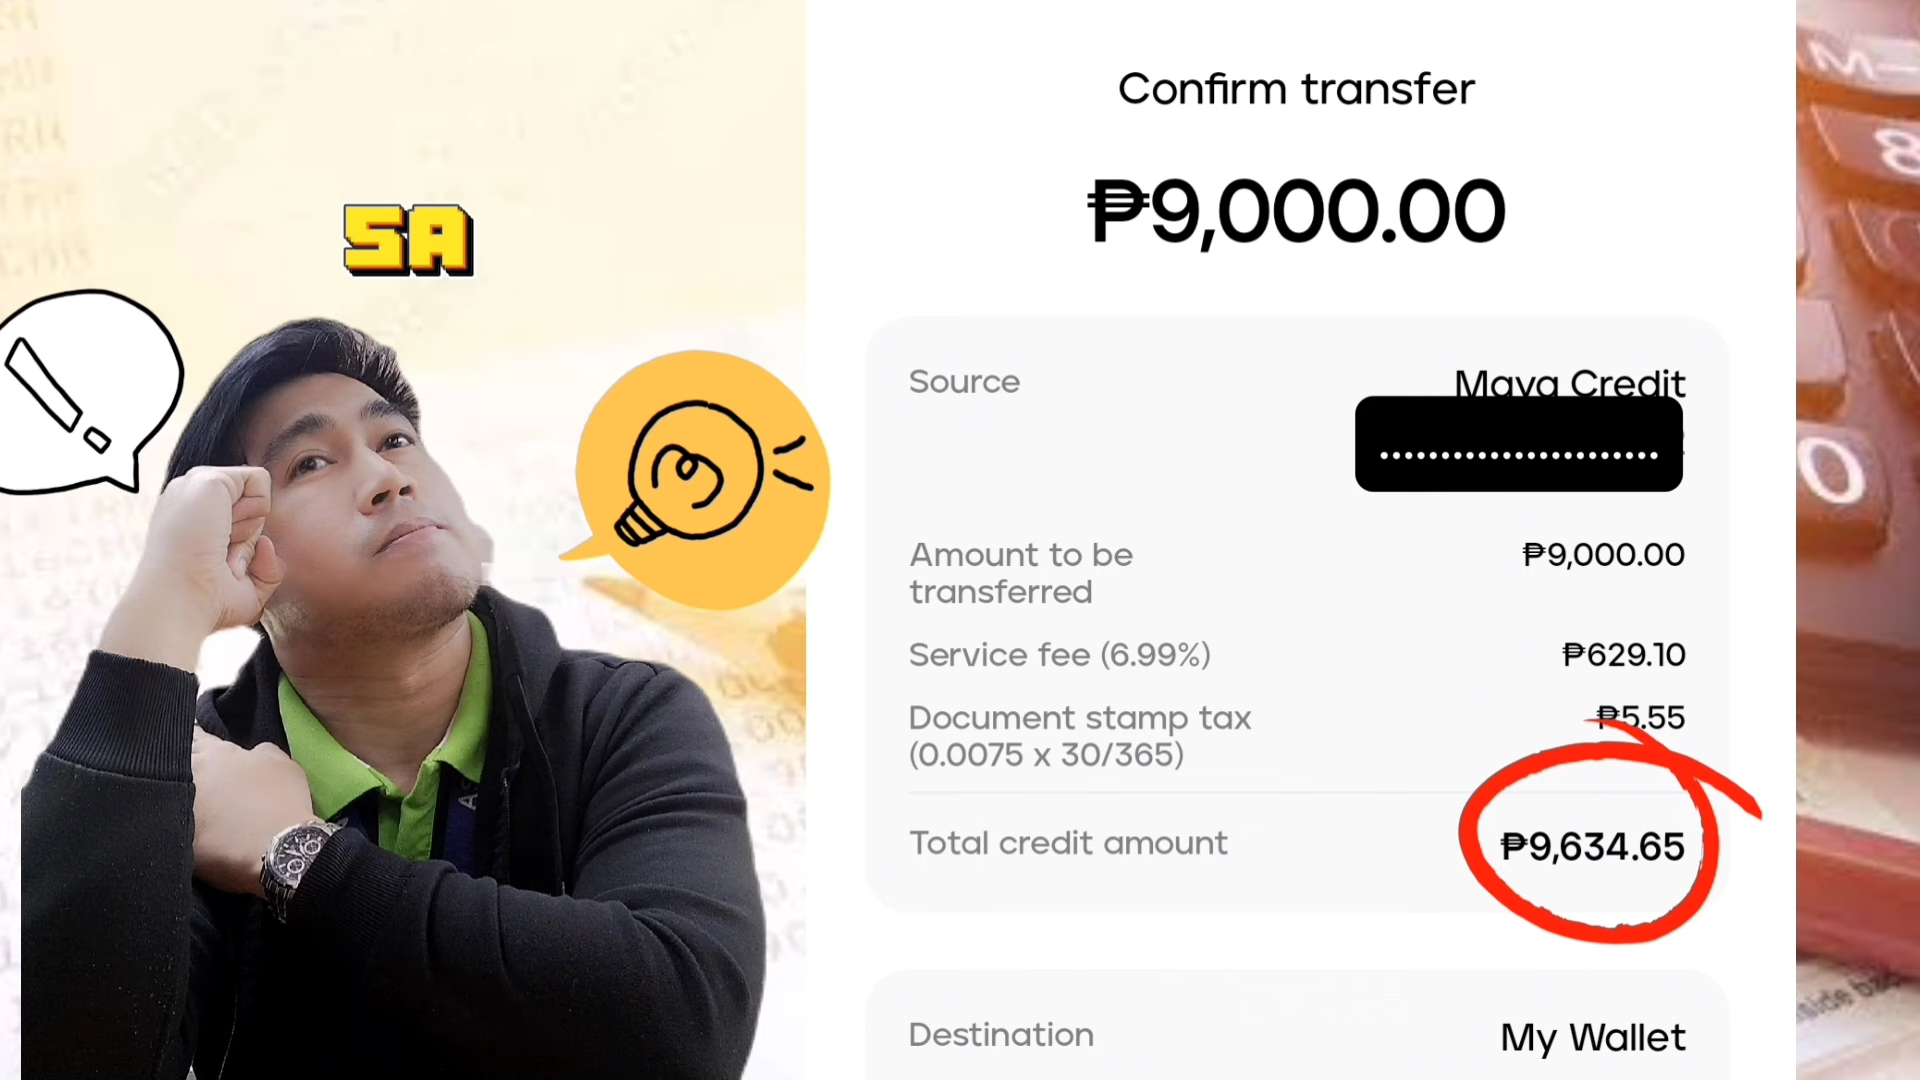 SA
Confirm transfer
₱9,000.00
Source
Maya Credit
Amount to be
transferred
₱9,000.00
Service fee (6.99%)
₱629.10
Document stamp tax
(0.0075 x 30/365)
₱5.55
Total credit amount
₱9,634.65
Destination
My Wallet
M–
8
0